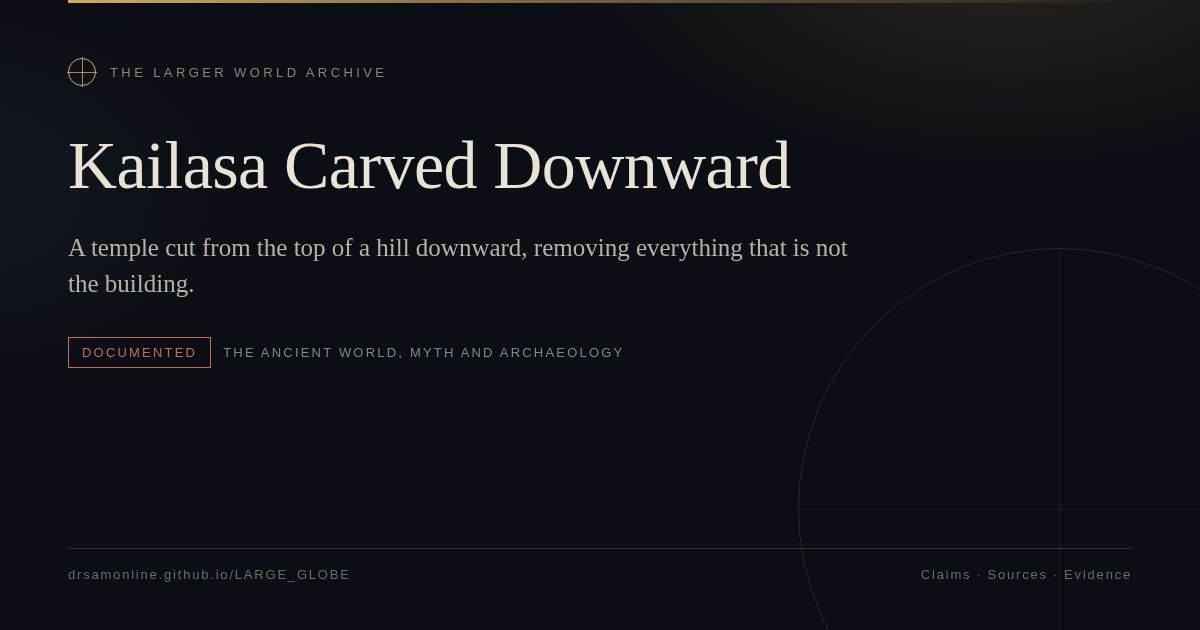 THE LARGER WORLD ARCHIVE
Kailasa Carved Downward
A temple cut from the top of a hill downward, removing everything that is not
the building.
DOCUMENTED THE ANCIENT WORLD, MYTH AND ARCHAEOLOGY
drsamonline.github.io/LARGE_GLOBE Claims · Sources · Evidence